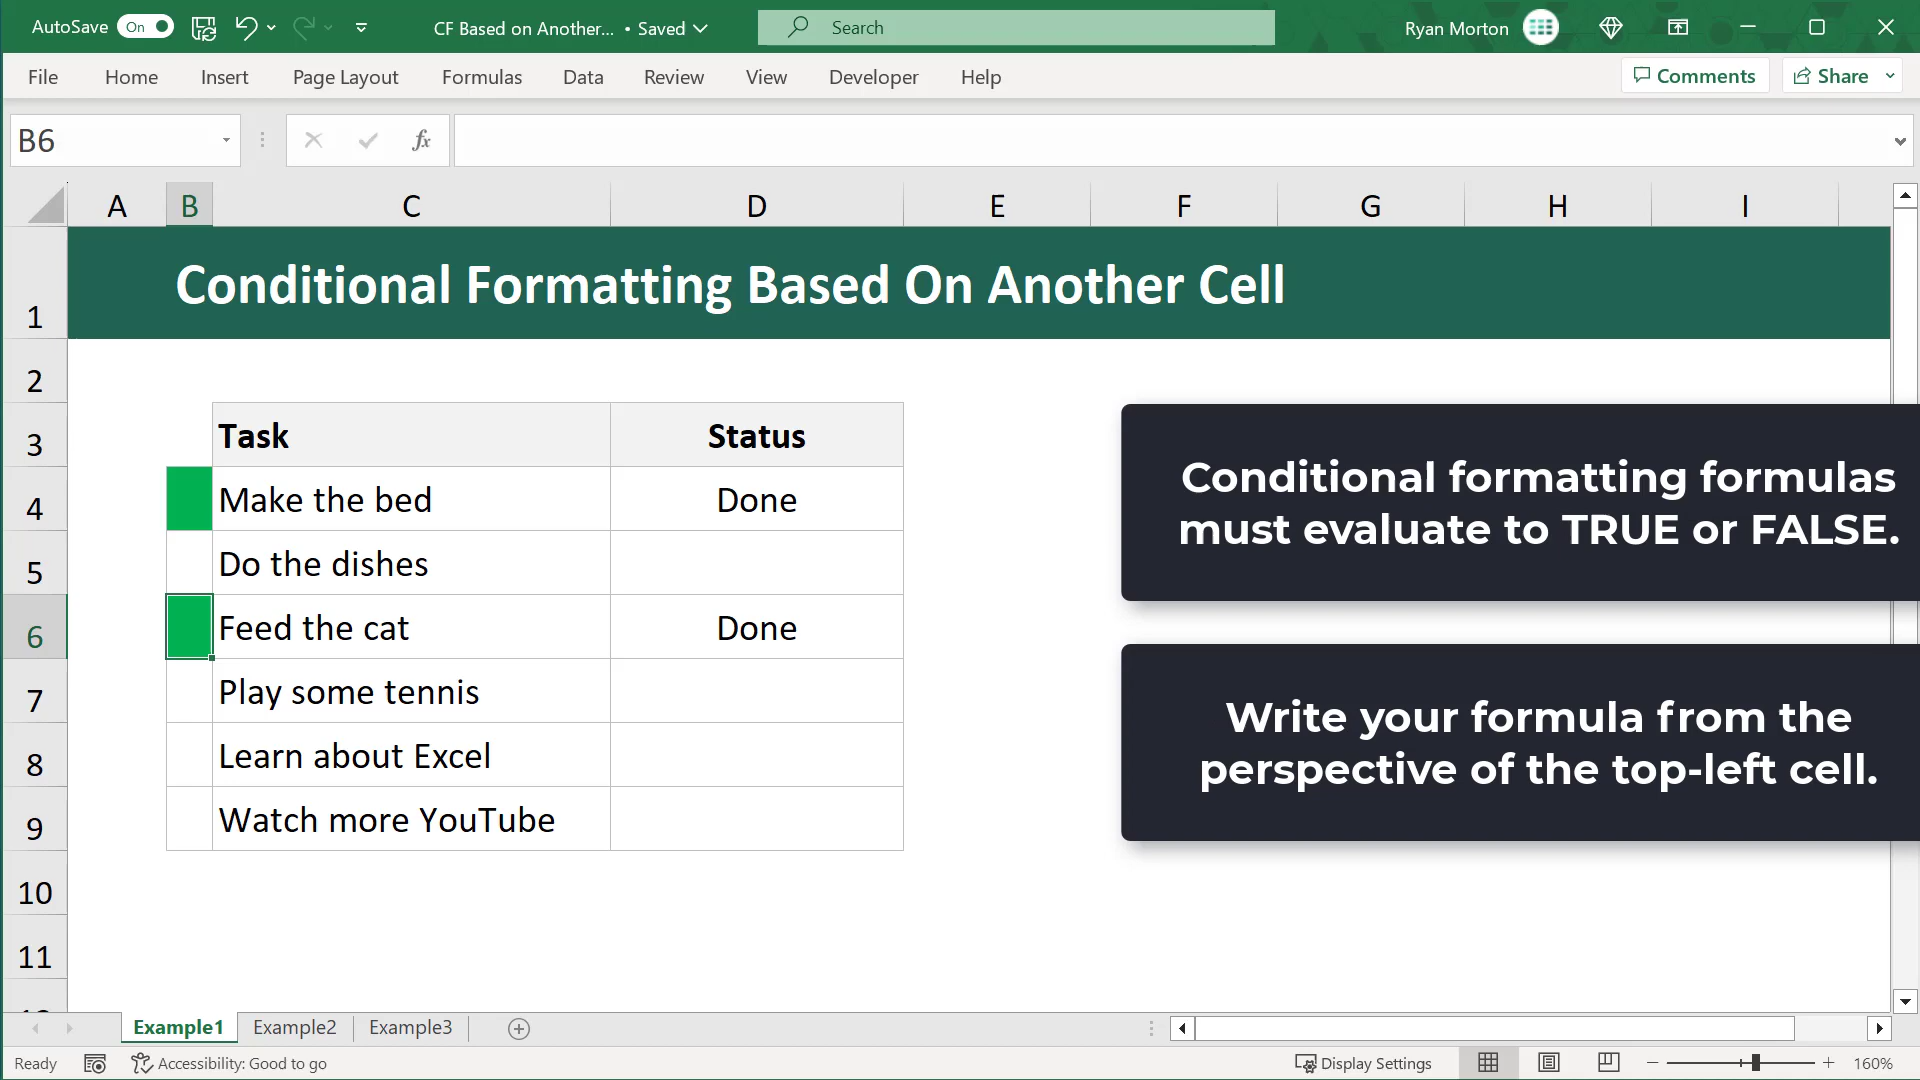 AutoSave On CF Based on Another... • Saved Search Ryan Morton
File Home Insert Page Layout Formulas Data Review View Developer Help Comments Share
B6 fx
A B C D E F G H I
1 Conditional Formatting Based On Another Cell
2
3 Task Status
4 Make the bed Done
5 Do the dishes
6 Feed the cat Done
7 Play some tennis
8 Learn about Excel
9 Watch more YouTube
10
11
Conditional formatting formulas
must evaluate to TRUE or FALSE.
Write your formula from the
perspective of the top-left cell.
Example1 Example2 Example3
Ready Accessibility: Good to go Display Settings 160%